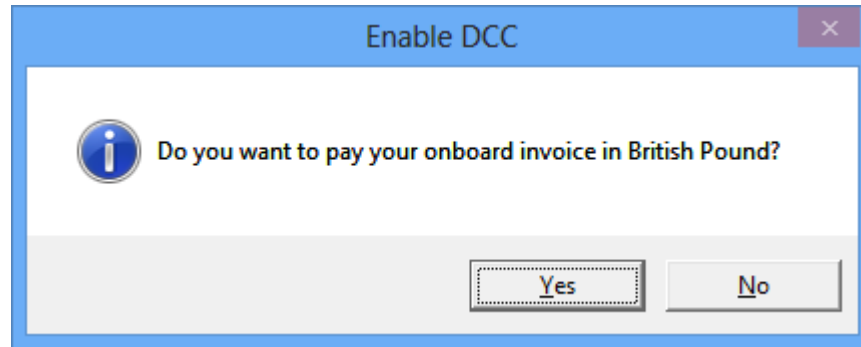 Enable DCC
Do you want to pay your onboard invoice in British Pound?
Yes
No